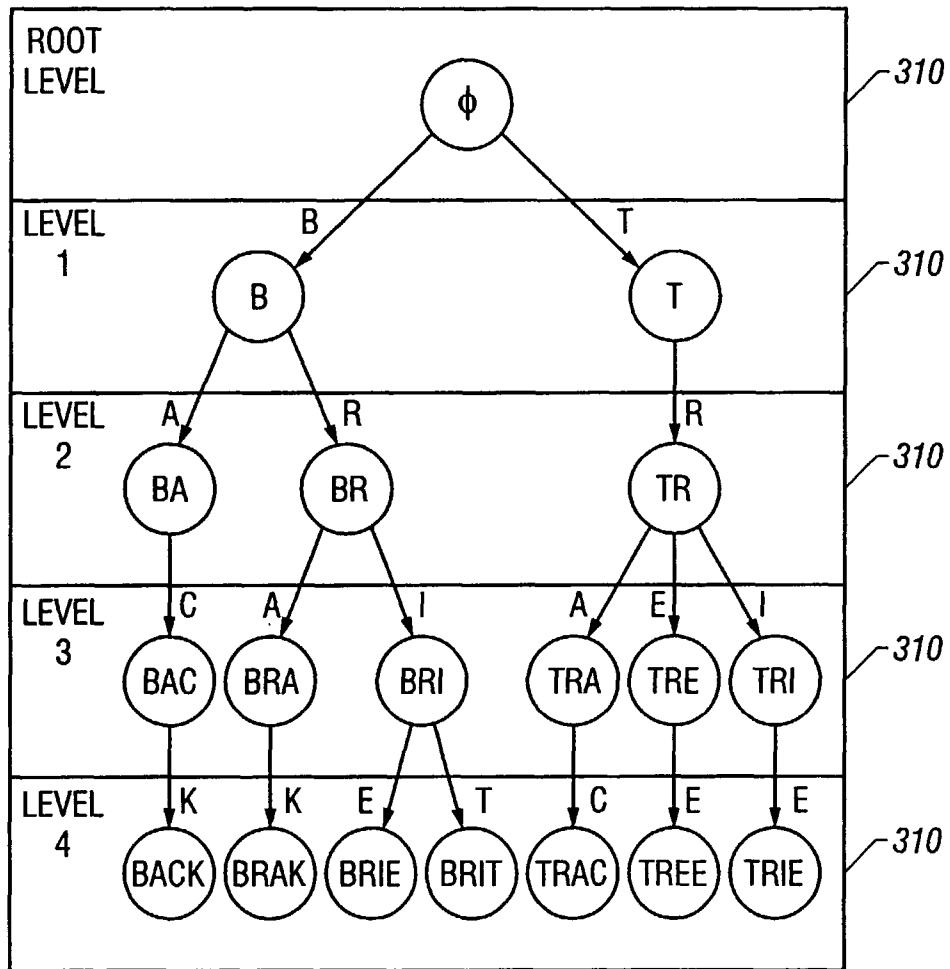 ROOT
LEVEL
310
ϕ
LEVEL
1
B
T
310
B
T
LEVEL
2
A
R
R
310
BA
BR
TR
LEVEL
3
C
A
I
A
E
I
310
BAC
BRA
BRI
TRA
TRE
TRI
LEVEL
4
K
K
E
T
C
E
E
310
BACK
BRAK
BRIE
BRIT
TRAC
TREE
TRIE